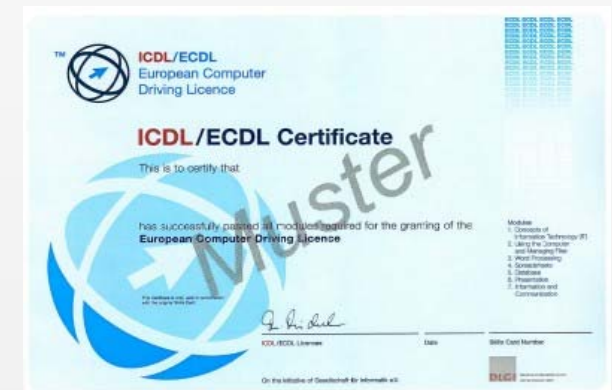 TM
ICDL/ECDL
European Computer
Driving Licence
ICDL/ECDL Certificate
This is to certify that
Muster
has successfully passed all modules required for the granting of the
European Computer Driving Licence
Modules
1. Concepts of
Information Technology (IT)
2. Using the Computer
and Managing Files
3. Word Processing
4. Spreadsheets
5. Database
6. Presentation
7. Information and
Communication
ICDL/ECDL Licensee
Date
Skills Card Number
On the initiative of Gesellschaft für Informatik e.V.
DLGI